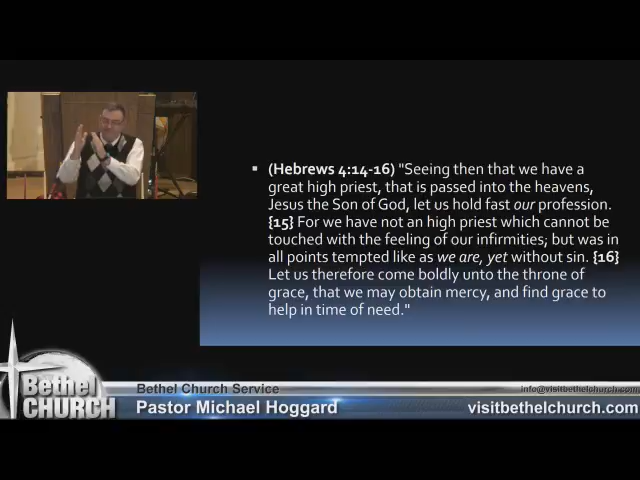 (Hebrews 4:14-16) "Seeing then that we have a
great high priest, that is passed into the heavens,
Jesus the Son of God, let us hold fast our profession.
{15} For we have not an high priest which cannot be
touched with the feeling of our infirmities; but was in
all points tempted like as we are, yet without sin. {16}
Let us therefore come boldly unto the throne of
grace, that we may obtain mercy, and find grace to
help in time of need."
Bethel
CHURCH
Bethel Church Service
info@visitbethelchurch.com
Pastor Michael Hoggard
visitbethelchurch.com